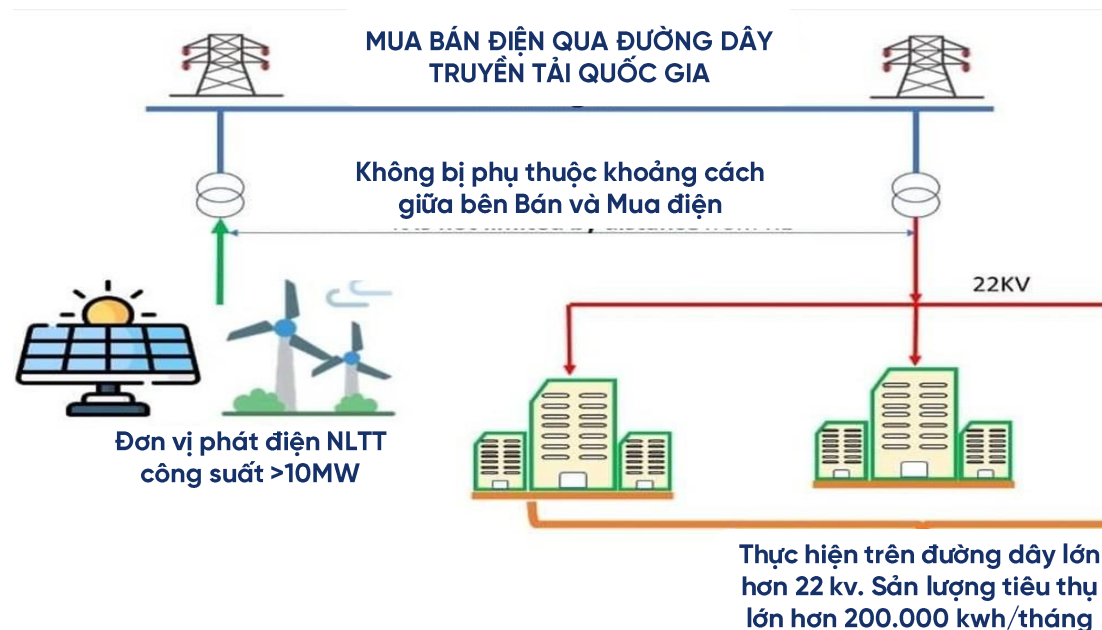 MUA BÁN ĐIỆN QUA ĐƯỜNG DÂY
TRUYỀN TẢI QUỐC GIA
Không bị phụ thuộc khoảng cách
giữa bên Bán và Mua điện
22KV
Đơn vị phát điện NLTT
công suất >10MW
Thực hiện trên đường dây lớn
hơn 22 kv. Sản lượng tiêu thụ
lớn hơn 200.000 kwh/tháng